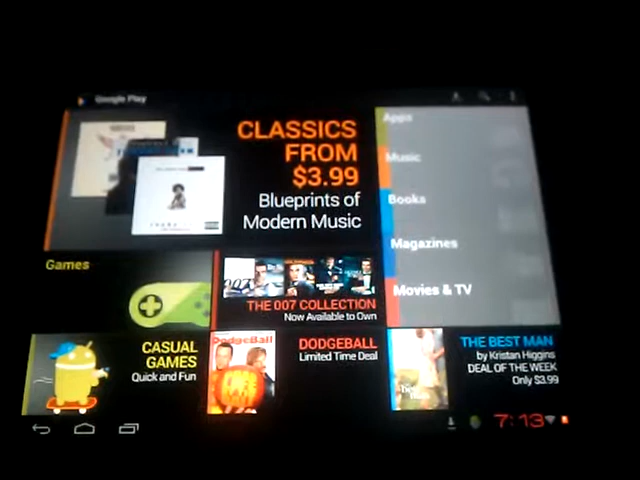 Google Play
CLASSICS
FROM
$3.99
Blueprints of
Modern Music
Apps
Music
Books
Magazines
Movies & TV
Games
THE 007 COLLECTION
Now Available to Own
CASUAL
GAMES
Quick and Fun
DodgeBall
DODGEBALL
Limited Time Deal
THE BEST MAN
by Kristan Higgins
DEAL OF THE WEEK
Only $3.99
7:13